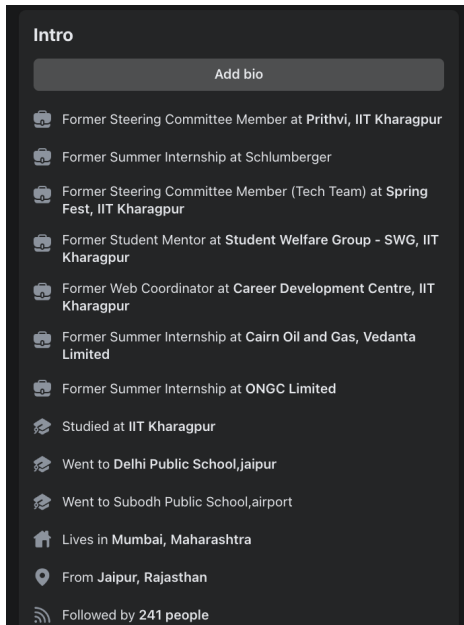 Intro
Add bio
Former Steering Committee Member at Prithvi, IIT Kharagpur
Former Summer Internship at Schlumberger
Former Steering Committee Member (Tech Team) at Spring
Fest, IIT Kharagpur
Former Student Mentor at Student Welfare Group - SWG, IIT
Kharagpur
Former Web Coordinator at Career Development Centre, IIT
Kharagpur
Former Summer Internship at Cairn Oil and Gas, Vedanta
Limited
Former Summer Internship at ONGC Limited
Studied at IIT Kharagpur
Went to Delhi Public School,jaipur
Went to Subodh Public School,airport
Lives in Mumbai, Maharashtra
From Jaipur, Rajasthan
Followed by 241 people